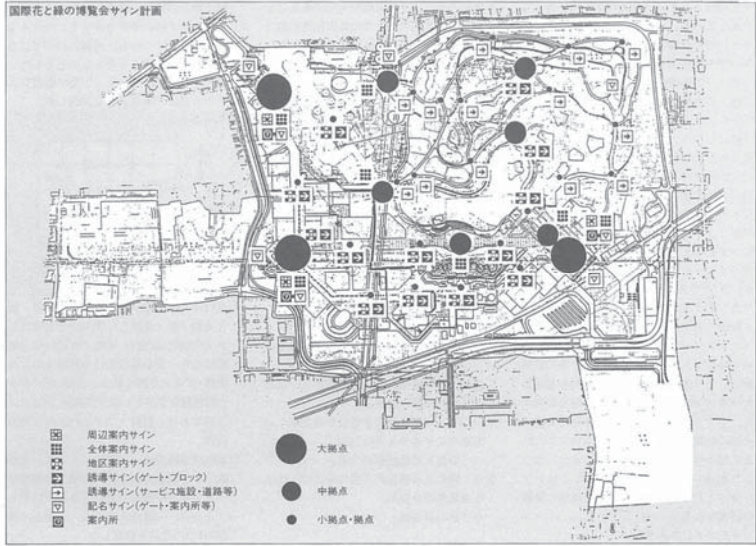 国際花と緑の博覧会サイン計画
周辺案内サイン
全体案内サイン
地区案内サイン
誘導サイン(ゲート・ブロック)
誘導サイン(サービス施設・道路等)
記名サイン(ゲート・案内所等)
案内所
大拠点
中拠点
小拠点・拠点